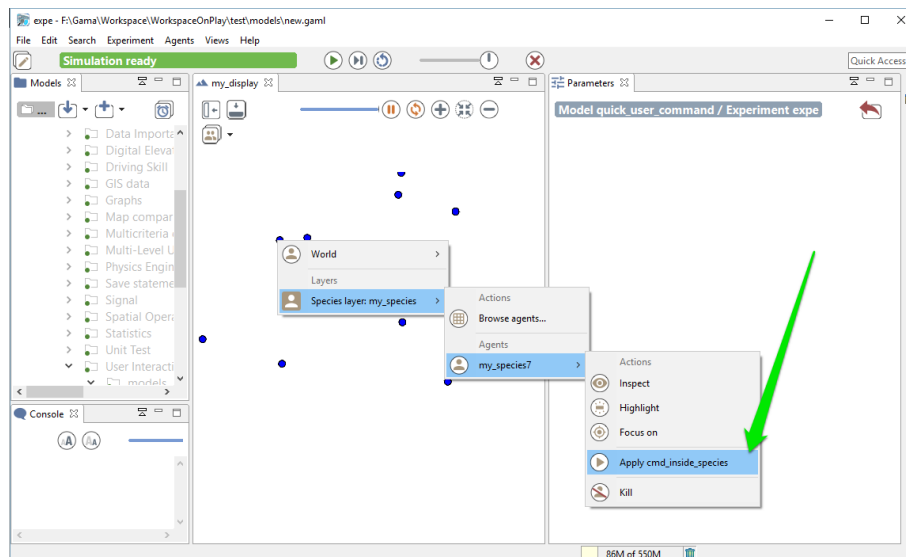 expe - F:\Gama\Workspace\WorkspaceOnPlay\test\models\new.gaml
File Edit Search Experiment Agents Views Help
Simulation ready
Quick Access
Models
my_display
Parameters
...
Model quick_user_command / Experiment expe
Data Importa
Digital Eleva
Driving Skill
GIS data
Graphs
Map compar
Multicriteria
Multi-Level U
Physics Engin
Save stateme
Signal
Spatial Opera
Statistics
Unit Test
User Interacti
models
World
Layers
Species layer: my_species
Actions
Browse agents...
Agents
my_species7
Actions
Inspect
Highlight
Focus on
Apply cmd_inside_species
Kill
Console
AA
AA
86M of 550M